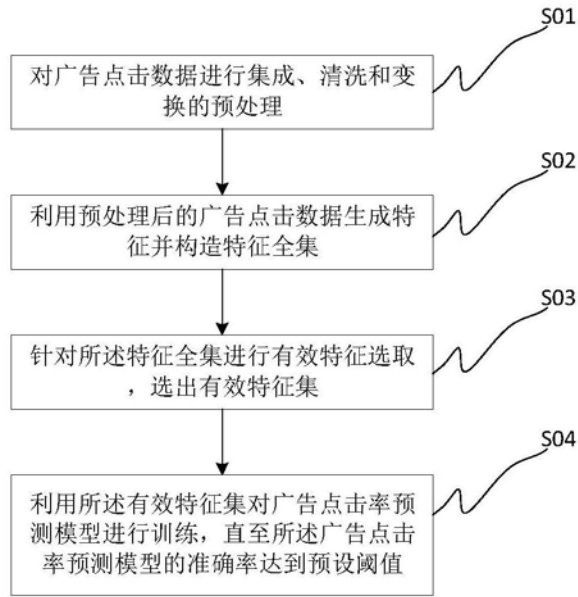 S01
对广告点击数据进行集成、清洗和变
换的预处理
S02
利用预处理后的广告点击数据生成特
征并构造特征全集
S03
针对所述特征全集进行有效特征选取
，选出有效特征集
S04
利用所述有效特征集对广告点击率预
测模型进行训练，直至所述广告点击
率预测模型的准确率达到预设阈值